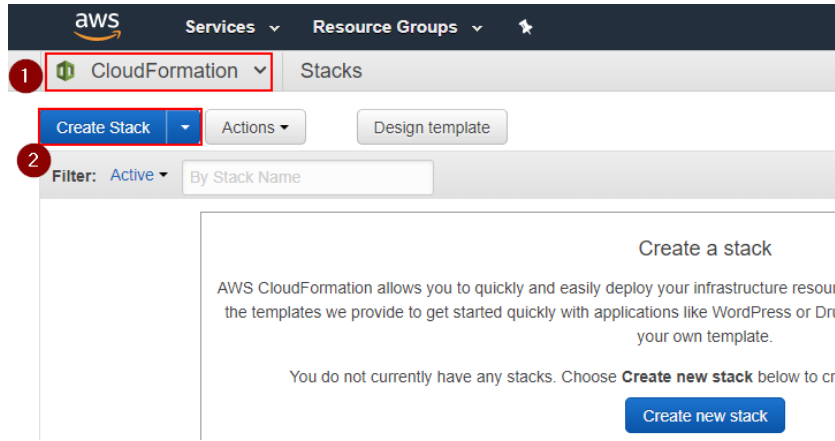 aws Services Resource Groups
1 CloudFormation Stacks
Create Stack Actions Design template
2
Filter: Active By Stack Name
Create a stack
AWS CloudFormation allows you to quickly and easily deploy your infrastructure
the templates we provide to get started quickly with applications like WordPress or
your own template.
You do not currently have any stacks. Choose Create new stack below to
Create new stack